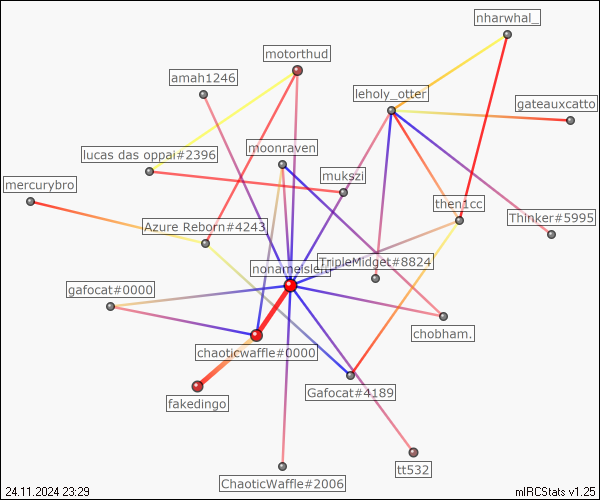 nharwhal_
motorthud
amah1246
leholy_otter
gateauxcatto
moonraven
lucas das oppai#2396
mukszi
mercurybro
then1cc
Thinker#5995
Azure Reborn#4243
TripleMidget#8824
gafocat#0000
chobham.
chaoticwaffle#0000
Gafocat#4189
fakedingo
tt532
ChaoticWaffle#2006
24.11.2024 23:29
mIRCStats v1.25